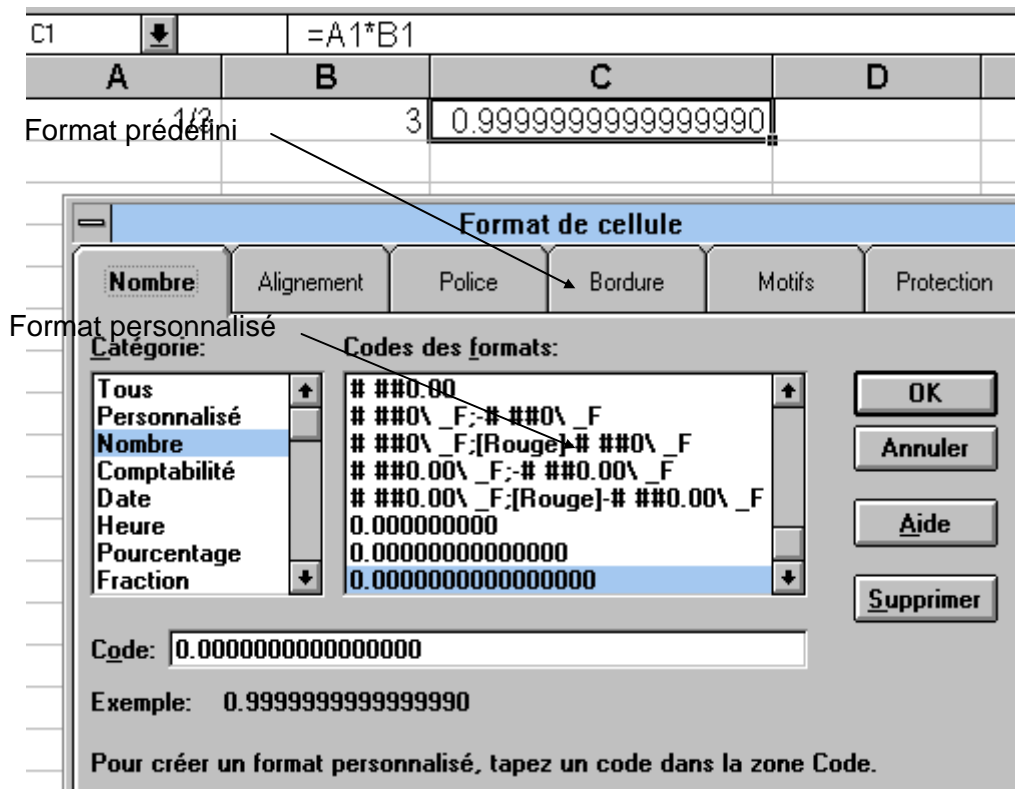 C1 =A1*B1
A B C D
1/3 3 0.9999999999999990
Format prédéfini
Format de cellule
Nombre Alignement Police Bordure Motifs Protection
Format personnalisé
Catégorie: Codes des formats:
Tous # ##0.00
Personnalisé # ##0\ _F;-# ##0\ _F
Nombre # ##0\ _F;[Rouge]-# ##0\ _F
Comptabilité # ##0.00\ _F;-# ##0.00\ _F
Date # ##0.00\ _F;[Rouge]-# ##0.00\ _F
Heure 0.000000000
Pourcentage 0.00000000000000
Fraction 0.0000000000000000
OK
Annuler
Aide
Supprimer
Code: 0.0000000000000000
Exemple: 0.9999999999999990
Pour créer un format personnalisé, tapez un code dans la zone Code.